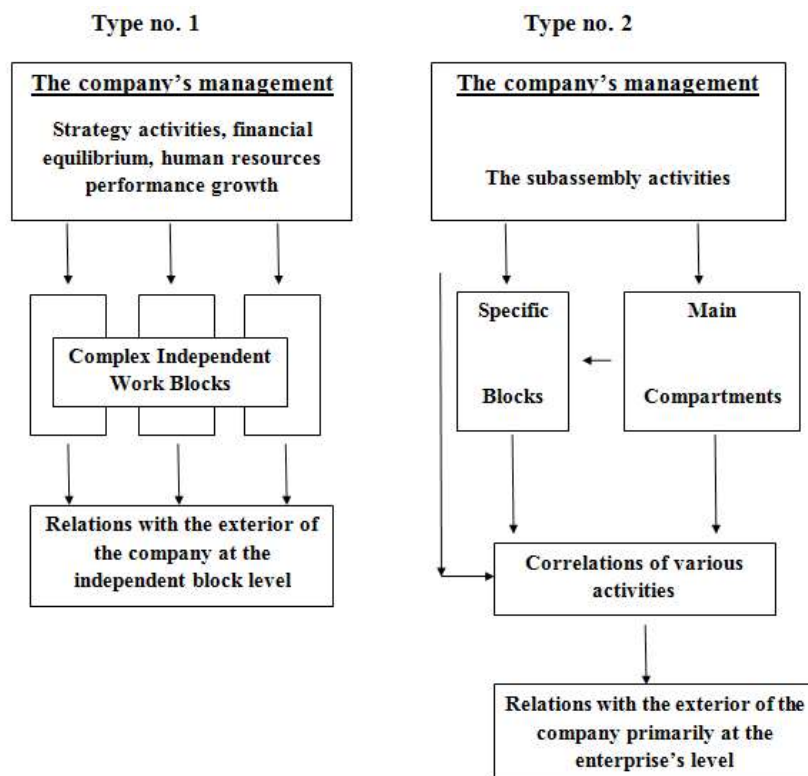 Type no. 1
The company's management
Strategy activities, financial
equilibrium, human resources
performance growth
Complex Independent
Work Blocks
Relations with the exterior of
the company at the
independent block level
Type no. 2
The company's management
The subassembly activities
Specific
Blocks
Main
Compartments
Correlations of various
activities
Relations with the exterior of the
company primarily at the
enterprise's level